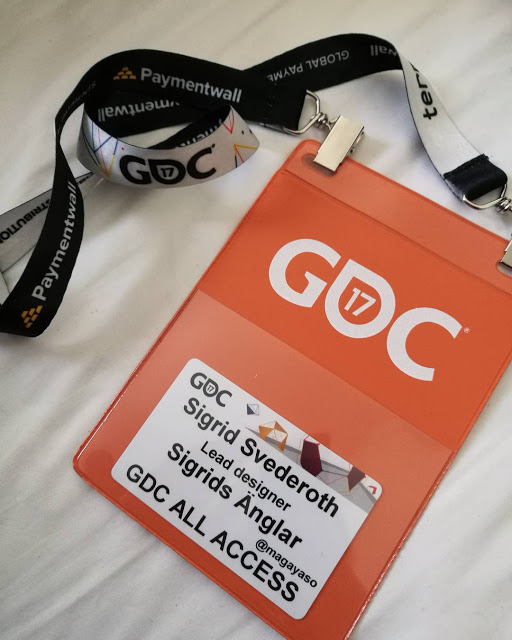 Paymentwall
GLOBAL PAYME
Paymentwall
GDC
17
Paymentwall
GDC
17
GDC
17
Sigrid Svederoth
Lead designer
Sigrids Änglar
@magayaso
GDC ALL ACCESS